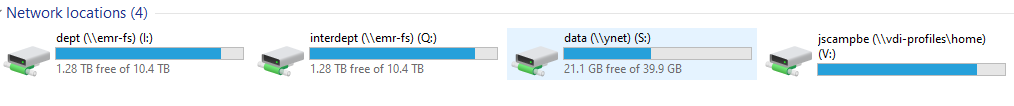 Network locations (4)
dept (\\emr-fs) (I:)
1.28 TB free of 10.4 TB
interdept (\\emr-fs) (Q:)
1.28 TB free of 10.4 TB
data (\\ynet) (S:)
21.1 GB free of 39.9 GB
jscampbe (\\vdi-profiles\home)
(V:)